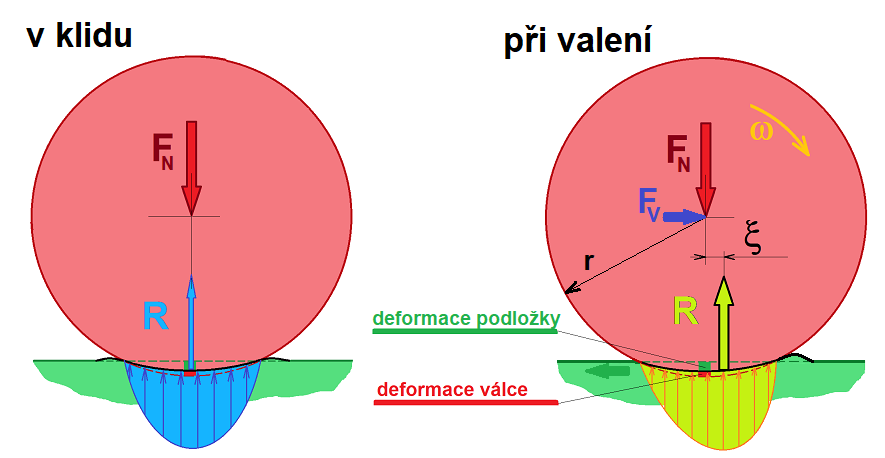 v klidu
při valení
F_N
F_N
ω
F_V
ξ
r
R
R
deformace podložky
deformace válce